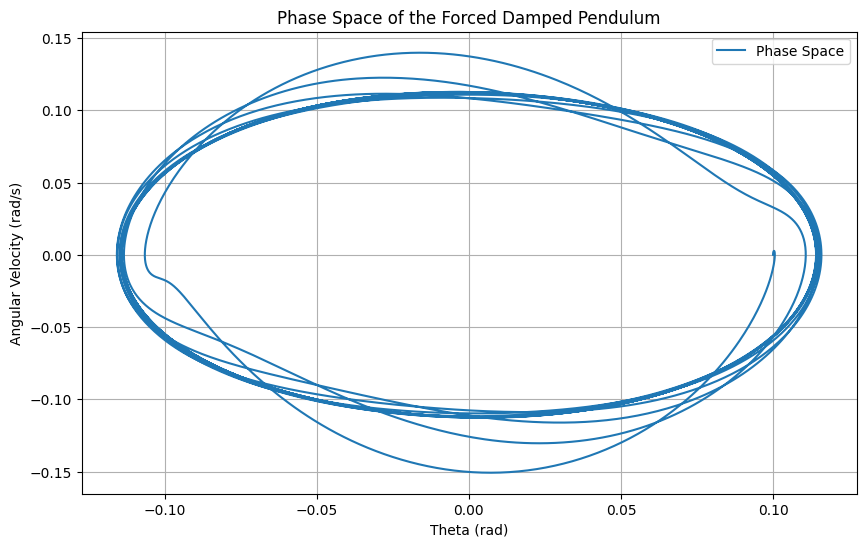 Phase Space of the Forced Damped Pendulum
Phase Space
0.15
0.10
0.05
0.00
−0.05
−0.10
−0.15
Angular Velocity (rad/s)
−0.10 −0.05 0.00 0.05 0.10
Theta (rad)